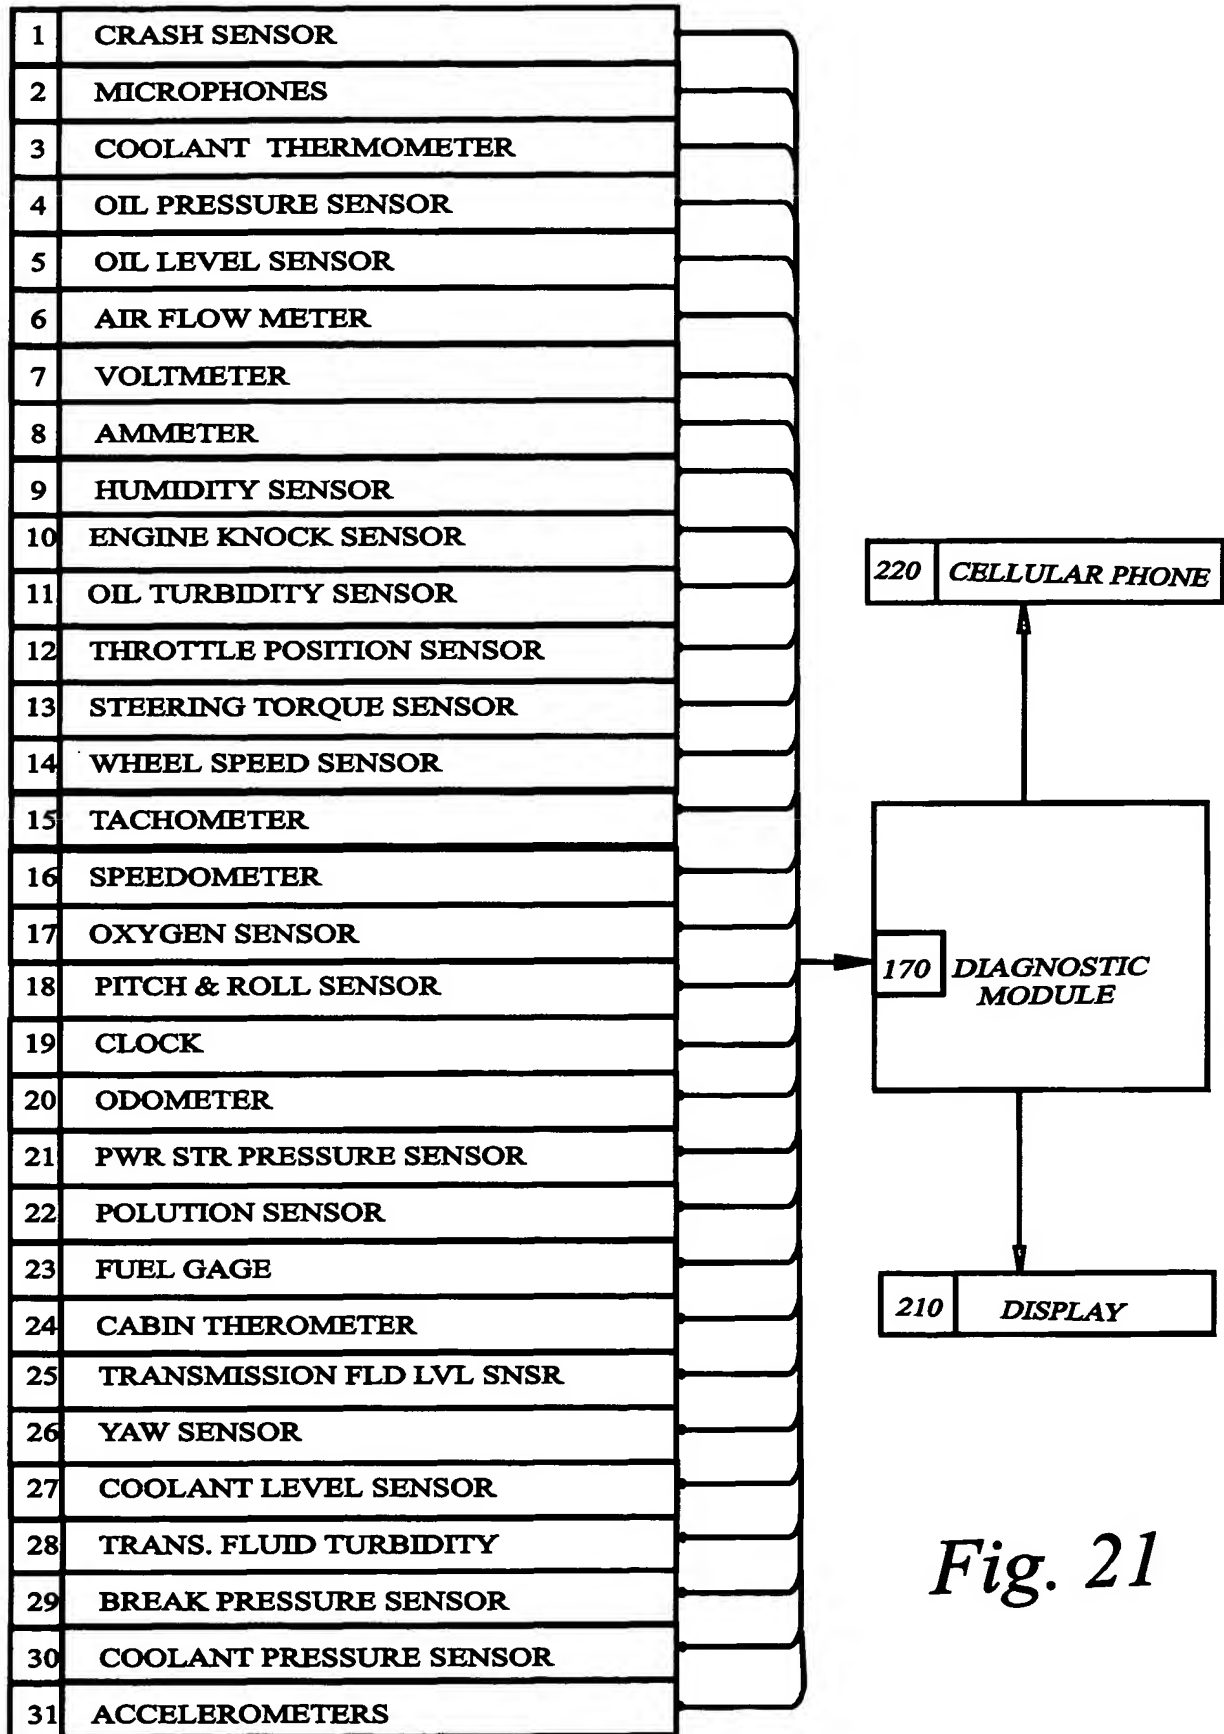 1 CRASH SENSOR
2 MICROPHONES
3 COOLANT THERMOMETER
4 OIL PRESSURE SENSOR
5 OIL LEVEL SENSOR
6 AIR FLOW METER
7 VOLTMETER
8 AMMETER
9 HUMIDITY SENSOR
10 ENGINE KNOCK SENSOR
11 OIL TURBIDITY SENSOR
12 THROTTLE POSITION SENSOR
13 STEERING TORQUE SENSOR
14 WHEEL SPEED SENSOR
15 TACHOMETER
16 SPEEDOMETER
17 OXYGEN SENSOR
18 PITCH & ROLL SENSOR
19 CLOCK
20 ODOMETER
21 PWR STR PRESSURE SENSOR
22 POLUTION SENSOR
23 FUEL GAGE
24 CABIN THEROMETER
25 TRANSMISSION FLD LVL SNSR
26 YAW SENSOR
27 COOLANT LEVEL SENSOR
28 TRANS. FLUID TURBIDITY
29 BREAK PRESSURE SENSOR
30 COOLANT PRESSURE SENSOR
31 ACCELEROMETERS
220 CELLULAR PHONE
170 DIAGNOSTIC
MODULE
210 DISPLAY
Fig. 21